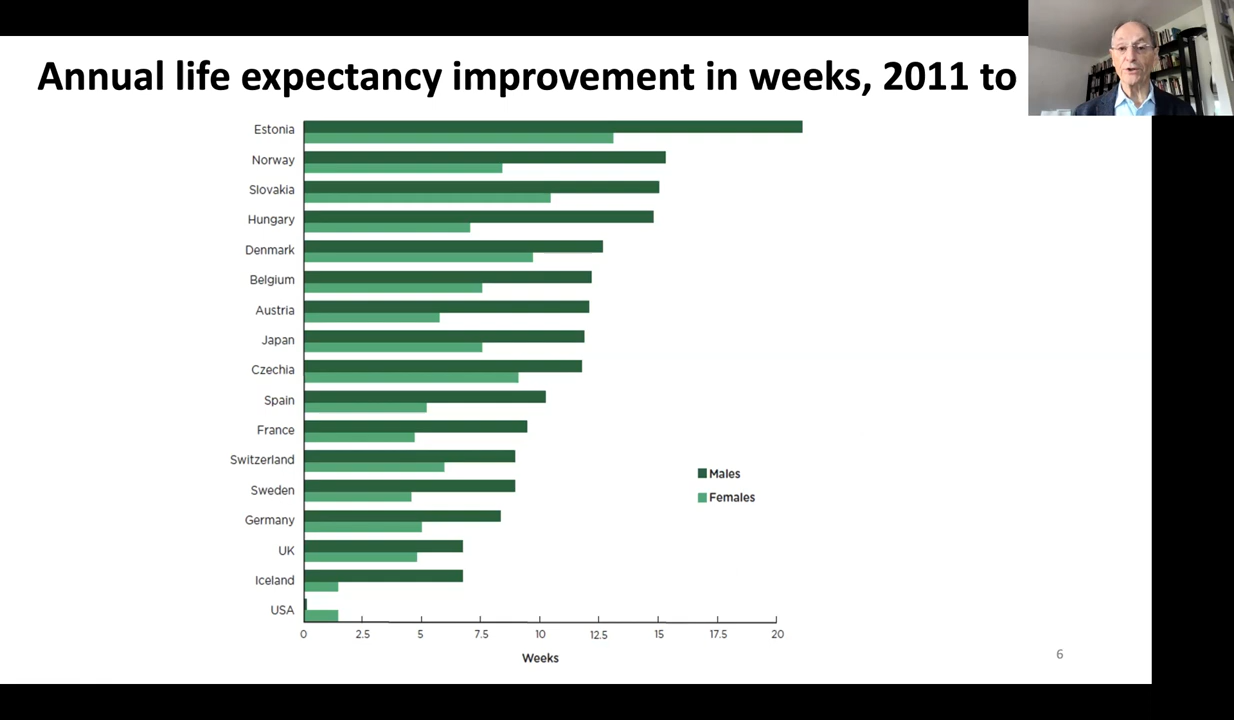 Annual life expectancy improvement in weeks, 2011 to
Estonia
Norway
Slovakia
Hungary
Denmark
Belgium
Austria
Japan
Czechia
Spain
France
Switzerland
Sweden
Germany
UK
Iceland
USA
Males
Females
0 2.5 5 7.5 10 12.5 15 17.5 20
Weeks
6